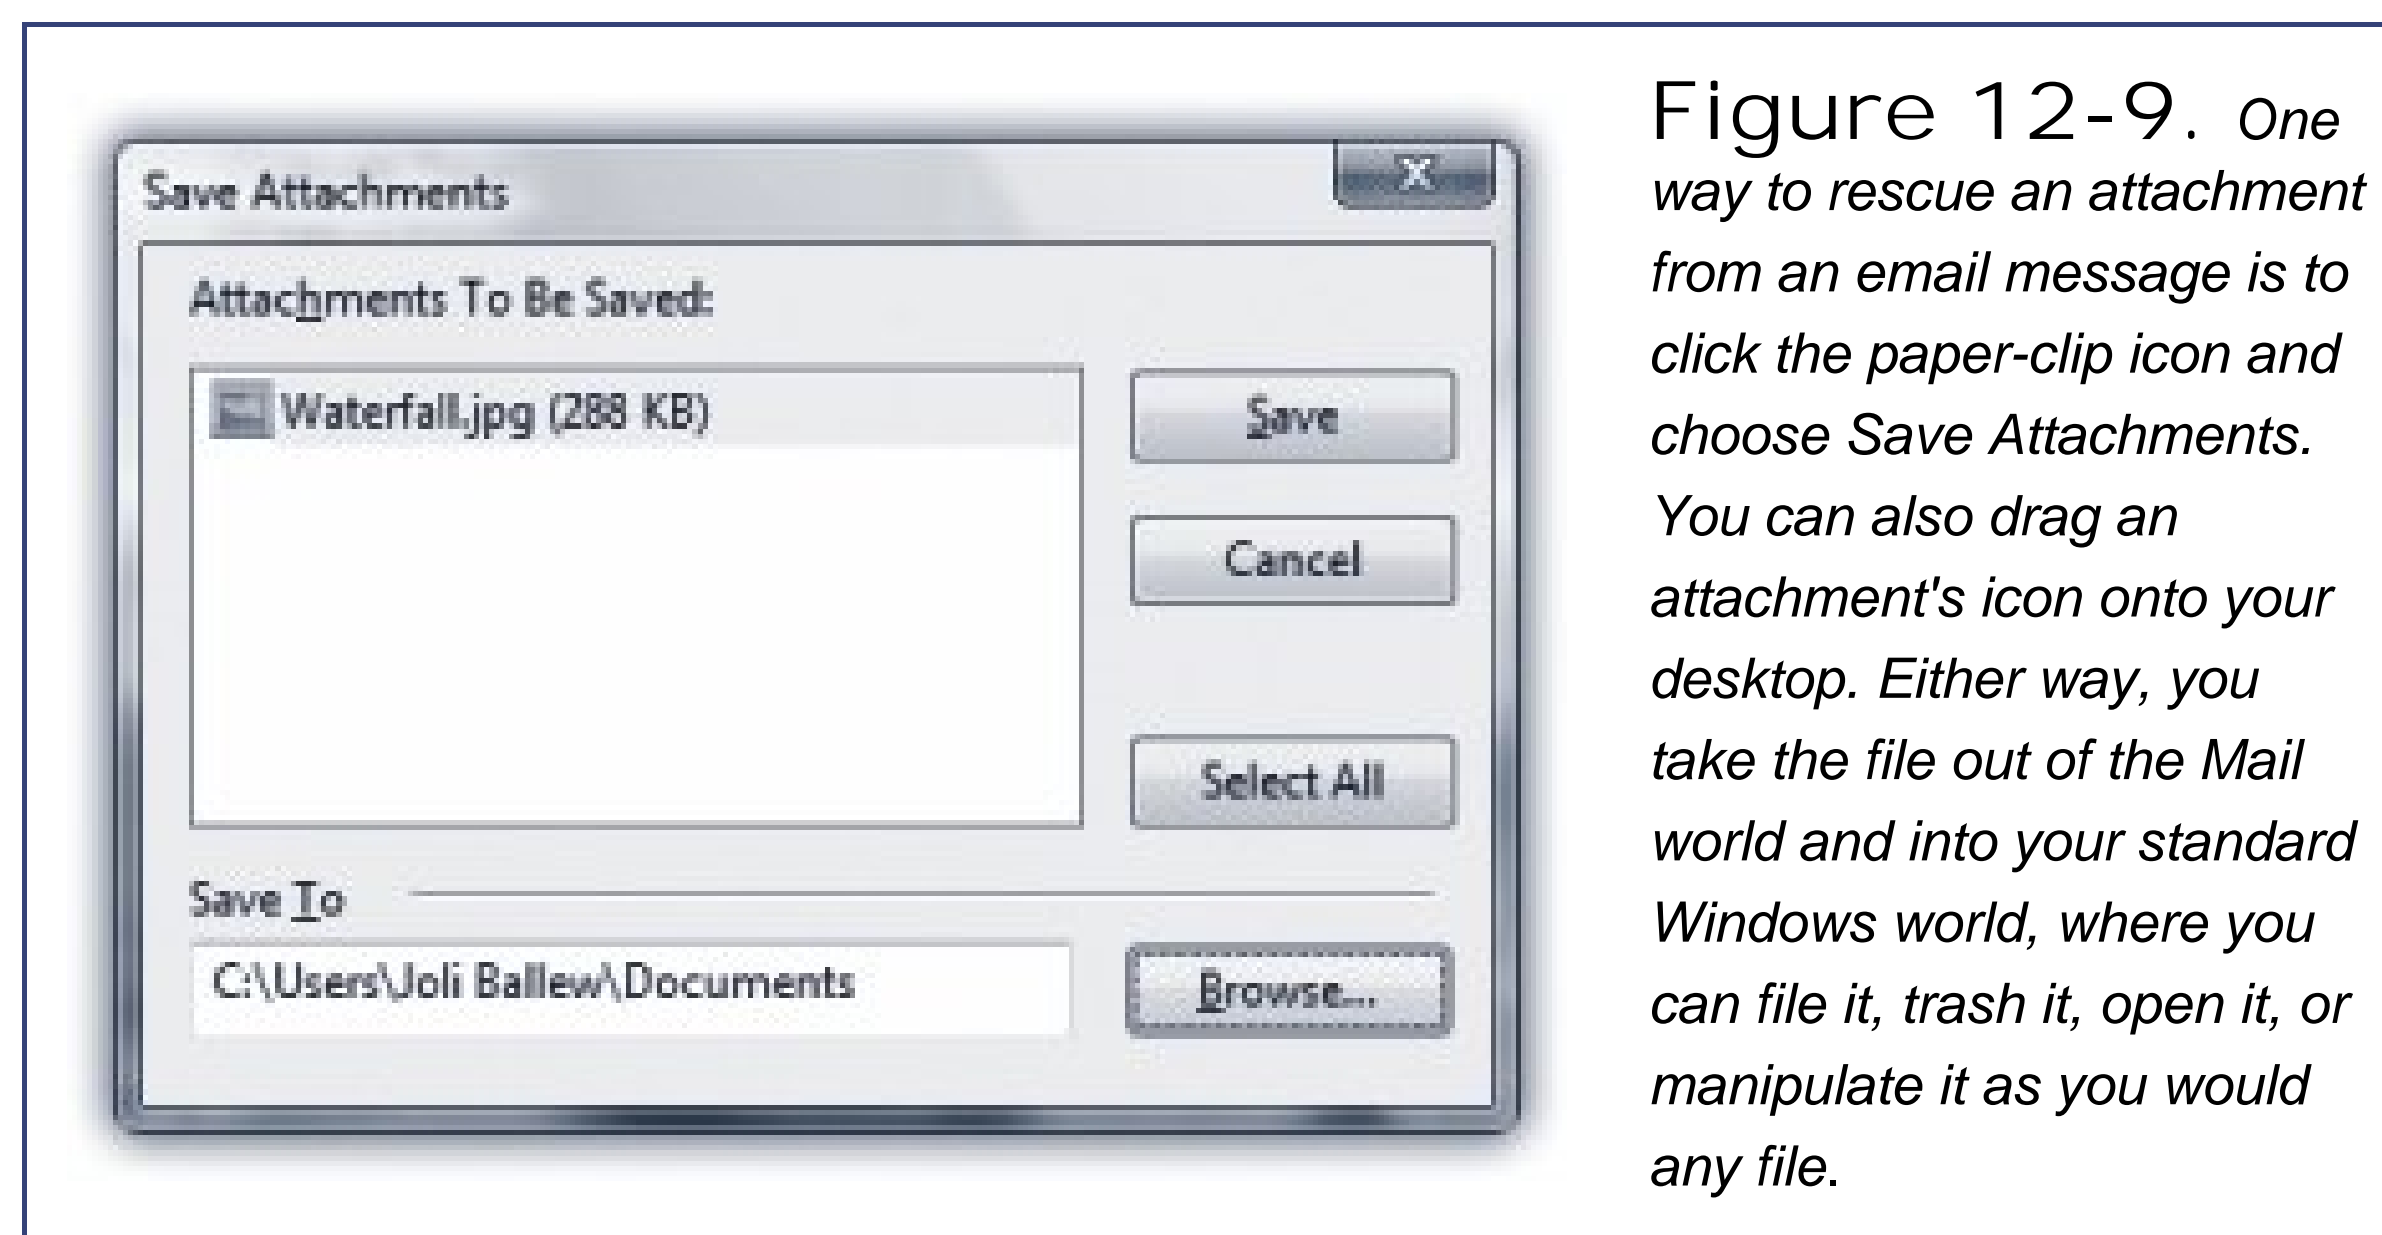 Save Attachments
x
Attachments To Be Saved:
Waterfall.jpg (288 KB)
Save
Cancel
Select All
Save To
C:\Users\Joli Ballew\Documents
Browse...
Figure 12-9. One
way to rescue an attachment
from an email message is to
click the paper-clip icon and
choose Save Attachments.
You can also drag an
attachment's icon onto your
desktop. Either way, you
take the file out of the Mail
world and into your standard
Windows world, where you
can file it, trash it, open it, or
manipulate it as you would
any file.